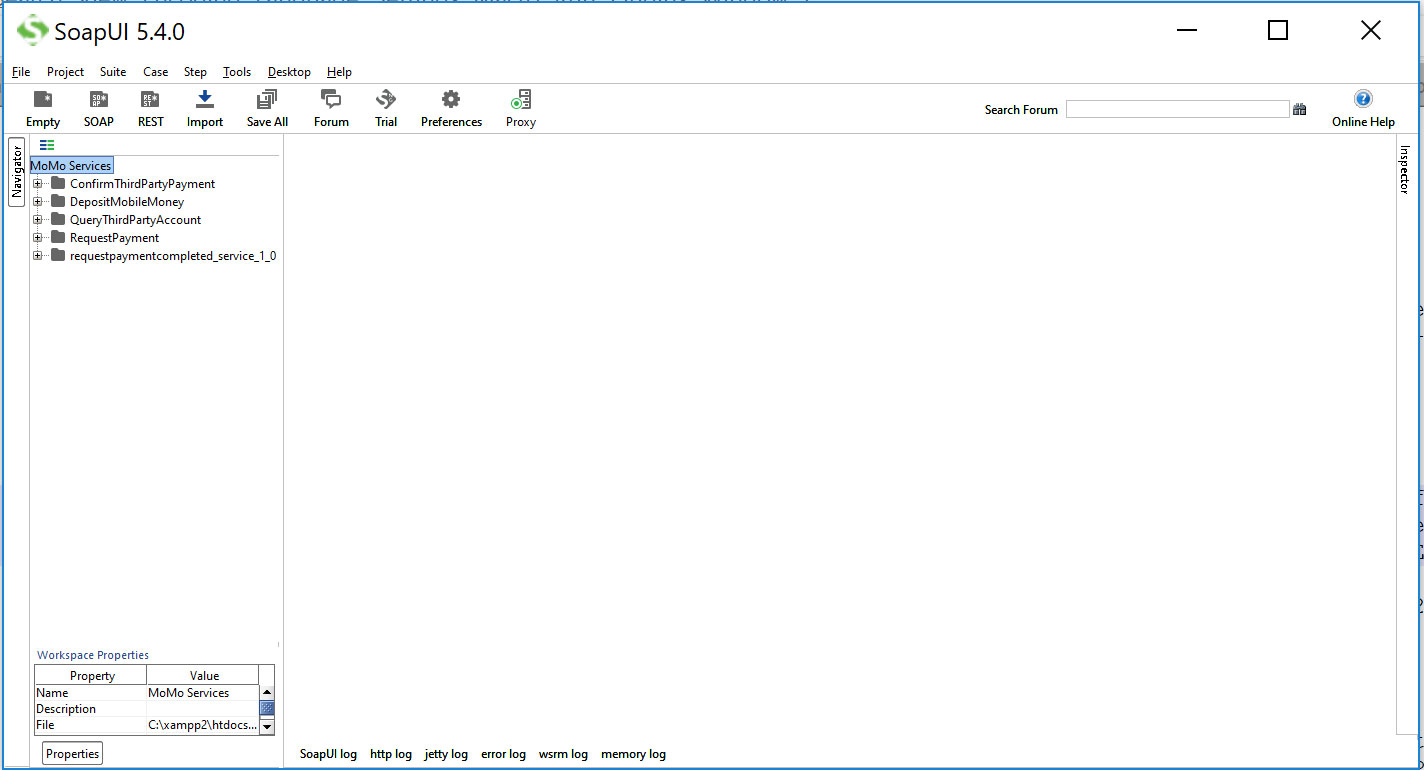 SoapUI 5.4.0
File Project Suite Case Step Tools Desktop Help
Empty SOAP REST Import Save All Forum Trial Preferences Proxy Search Forum Online Help
Navigator
Inspector
MoMo Services
ConfirmThirdPartyPayment
DepositMobileMoney
QueryThirdPartyAccount
RequestPayment
requestpaymentcompleted_service_1_0
Workspace Properties
Property Value
Name MoMo Services
Description
File C:\xampp2\htdocs...
Properties SoapUI log http log jetty log error log wsrm log memory log